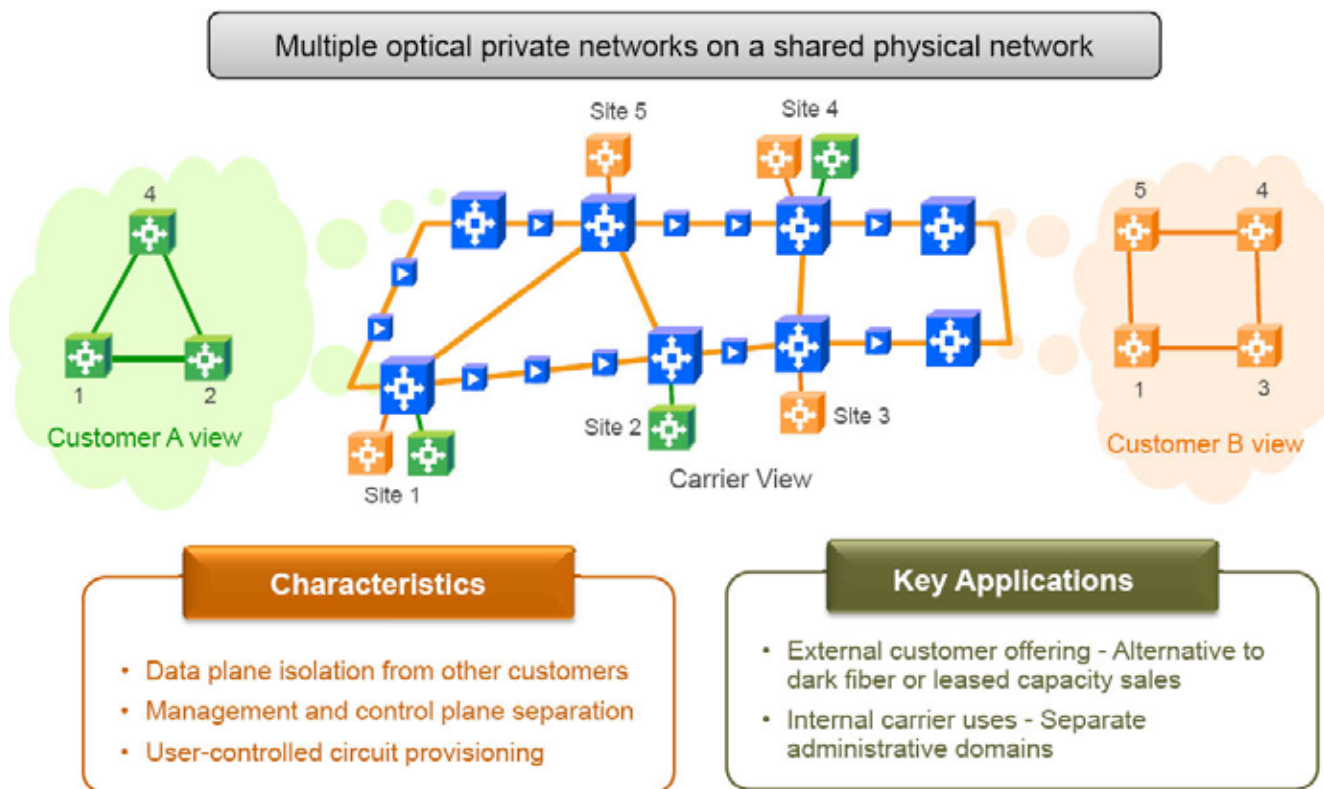 Multiple optical private networks on a shared physical network
Site 5
Site 4
4
1
2
Customer A view
5
4
1
3
Customer B view
Site 2
Site 3
Site 1
Carrier View
Characteristics
• Data plane isolation from other customers
• Management and control plane separation
• User-controlled circuit provisioning
Key Applications
• External customer offering - Alternative to
dark fiber or leased capacity sales
• Internal carrier uses - Separate
administrative domains